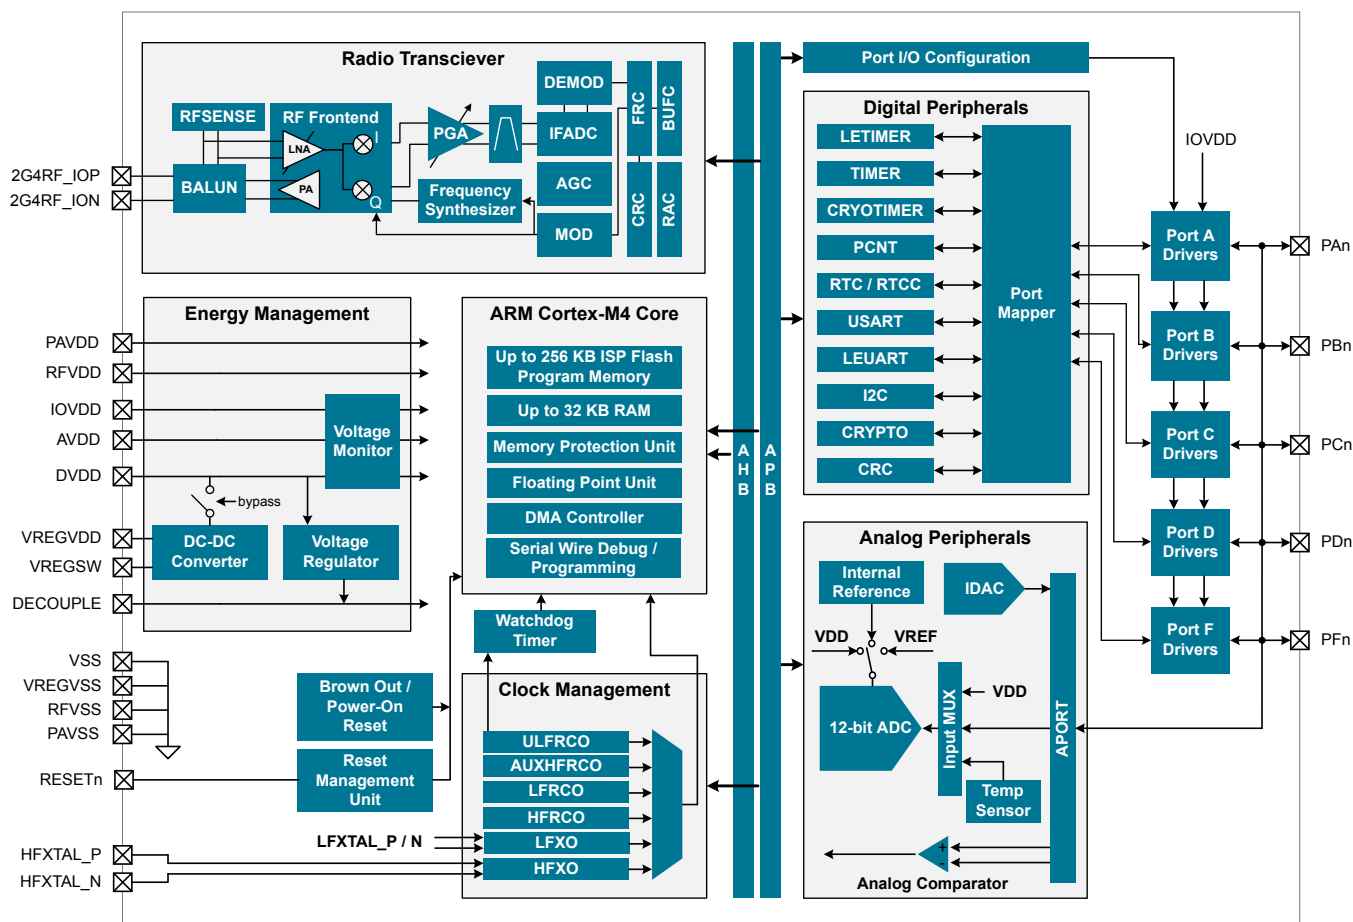 Radio Transciever
RFSENSE
RF Frontend
LNA
I
PA
Q
BALUN
PGA
Frequency
Synthesizer
DEMOD
IFADC
AGC
MOD
FRC
BUFC
CRC
RAC
2G4RF_IOP
2G4RF_ION
Energy Management
PAVDD
RFVDD
IOVDD
AVDD
DVDD
VREGVDD
VREGSW
DECOUPLE
Voltage
Monitor
bypass
DC-DC
Converter
Voltage
Regulator
VSS
VREGVSS
RFVSS
PAVSS
RESETn
HFXTAL_P
HFXTAL_N
Brown Out /
Power-On
Reset
Reset
Management
Unit
LFXTAL_P / N
ARM Cortex-M4 Core
Up to 256 KB ISP Flash
Program Memory
Up to 32 KB RAM
Memory Protection Unit
Floating Point Unit
DMA Controller
Serial Wire Debug /
Programming
Watchdog
Timer
Clock Management
ULFRCO
AUXHFRCO
LFRCO
HFRCO
LFXO
HFXO
AHB
APB
Port I/O Configuration
Digital Peripherals
LETIMER
TIMER
CRYOTIMER
PCNT
RTC / RTCC
USART
LEUART
I2C
CRYPTO
CRC
Port
Mapper
IOVDD
Port A
Drivers
Port B
Drivers
Port C
Drivers
Port D
Drivers
Port F
Drivers
PAn
PBn
PCn
PDn
PFn
Analog Peripherals
Internal
Reference
IDAC
VDD
VREF
12-bit ADC
Input MUX
VDD
Temp
Sensor
APORT
+
-
Analog Comparator